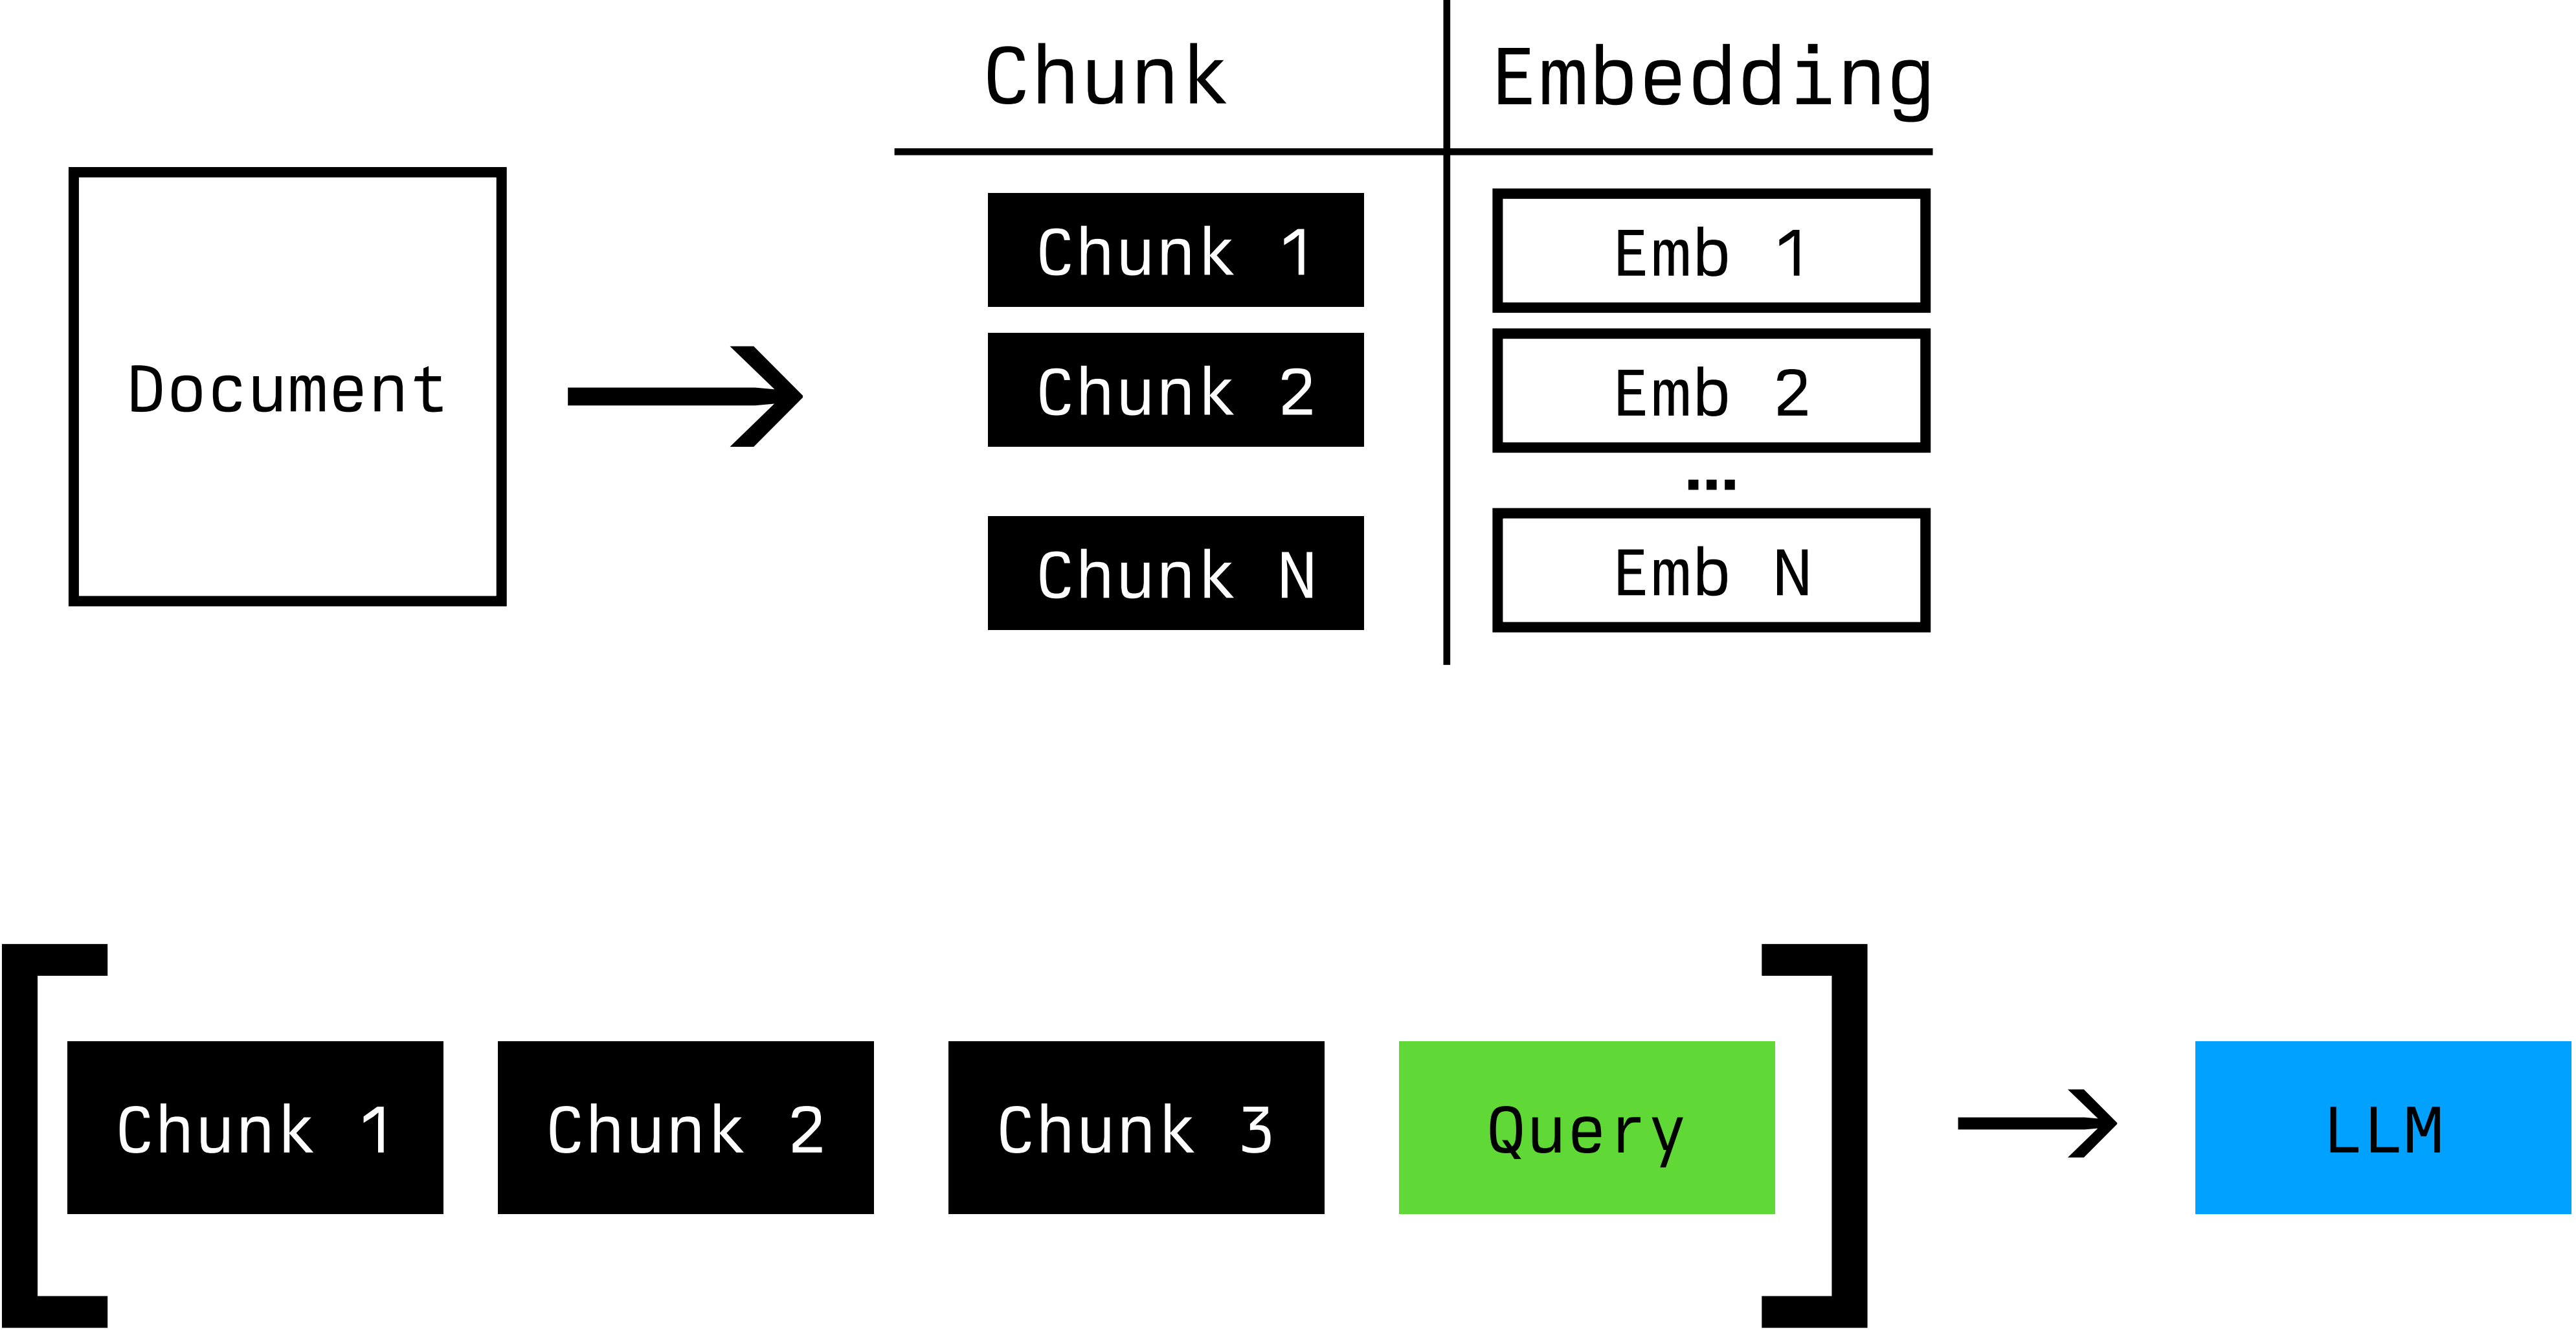 Chunk Embedding
Document
Chunk 1 Emb 1
Chunk 2 Emb 2
...
Chunk N Emb N
Chunk 1 Chunk 2 Chunk 3 Query LLM